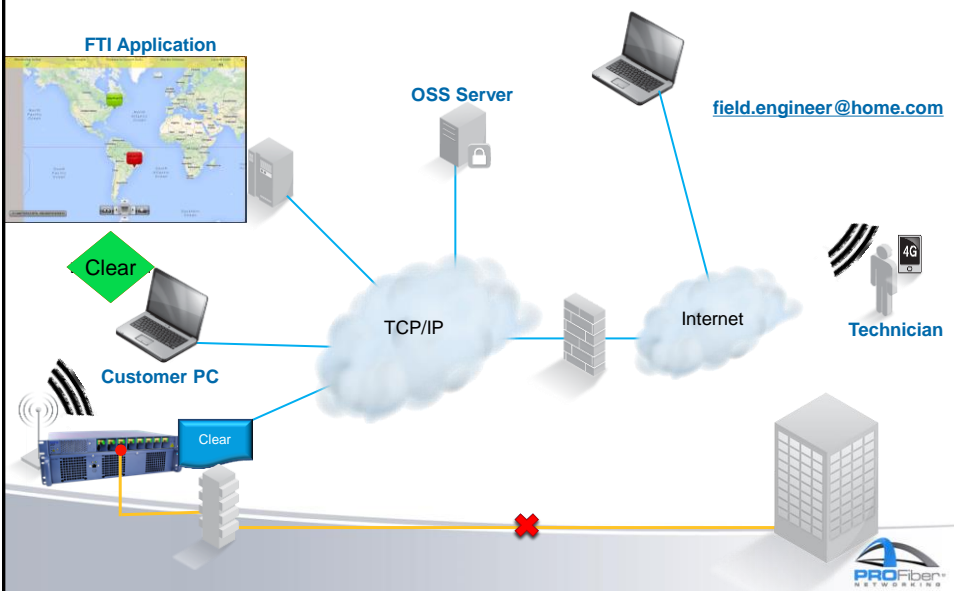 FTI Application
OSS Server
field.engineer@home.com
4G
Clear
TCP/IP
Internet
Technician
Customer PC
Clear
PROFiber
NETWORKING